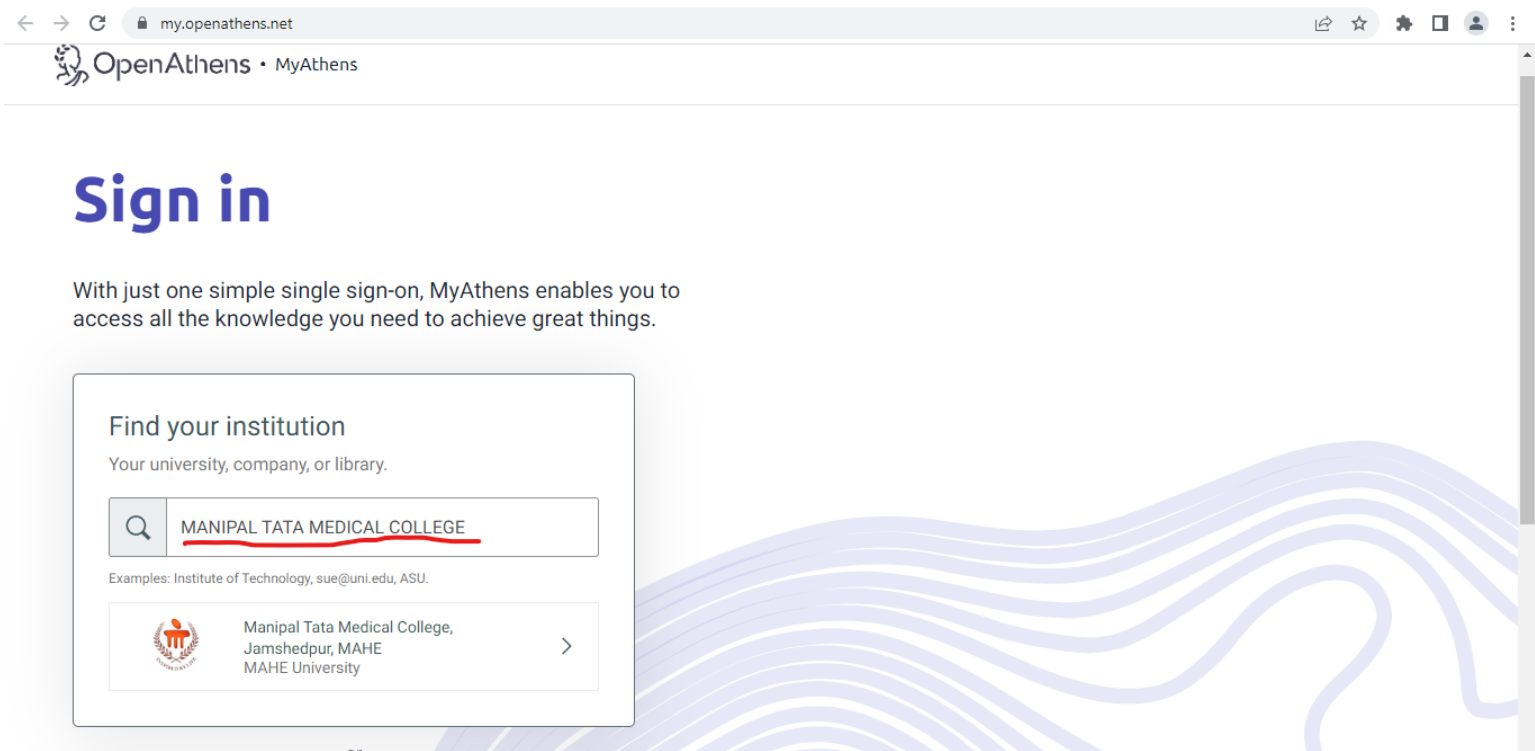 my.openathens.net
OpenAthens • MyAthens
Sign in
With just one simple single sign-on, MyAthens enables you to
access all the knowledge you need to achieve great things.
Find your institution
Your university, company, or library.
MANIPAL TATA MEDICAL COLLEGE
Examples: Institute of Technology, sue@uni.edu, ASU.
Manipal Tata Medical College,
Jamshedpur, MAHE
MAHE University